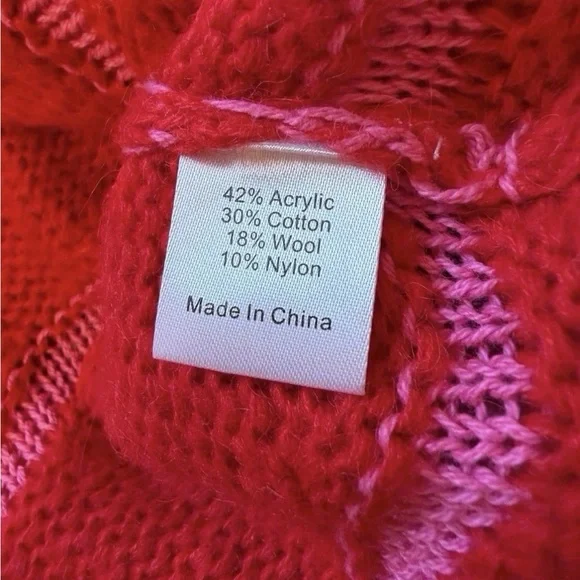 42% Acrylic
30% Cotton
18% Wool
10% Nylon
Made In China